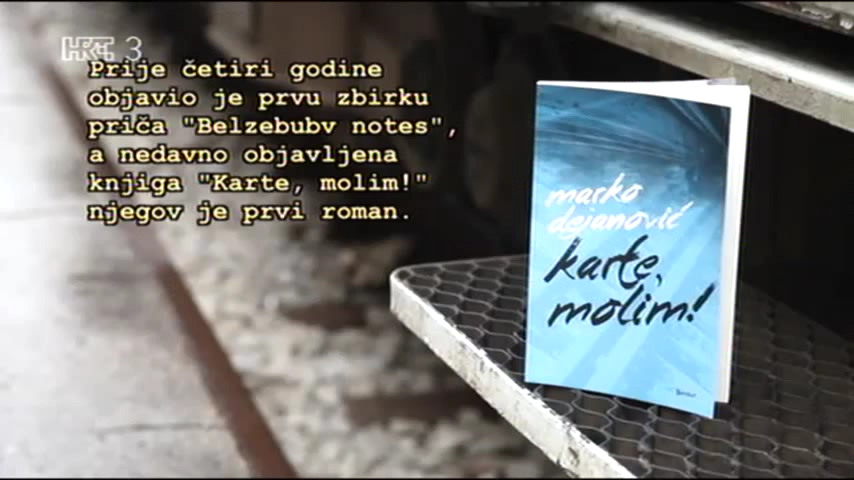 HRT 3
Prije četiri godine
objavio je prvu zbirku
priča "Belzebubv notes",
a nedavno objavljena
knjiga "Karte, molim!"
njegov je prvi roman.
marko
dejanović
karte,
molim!